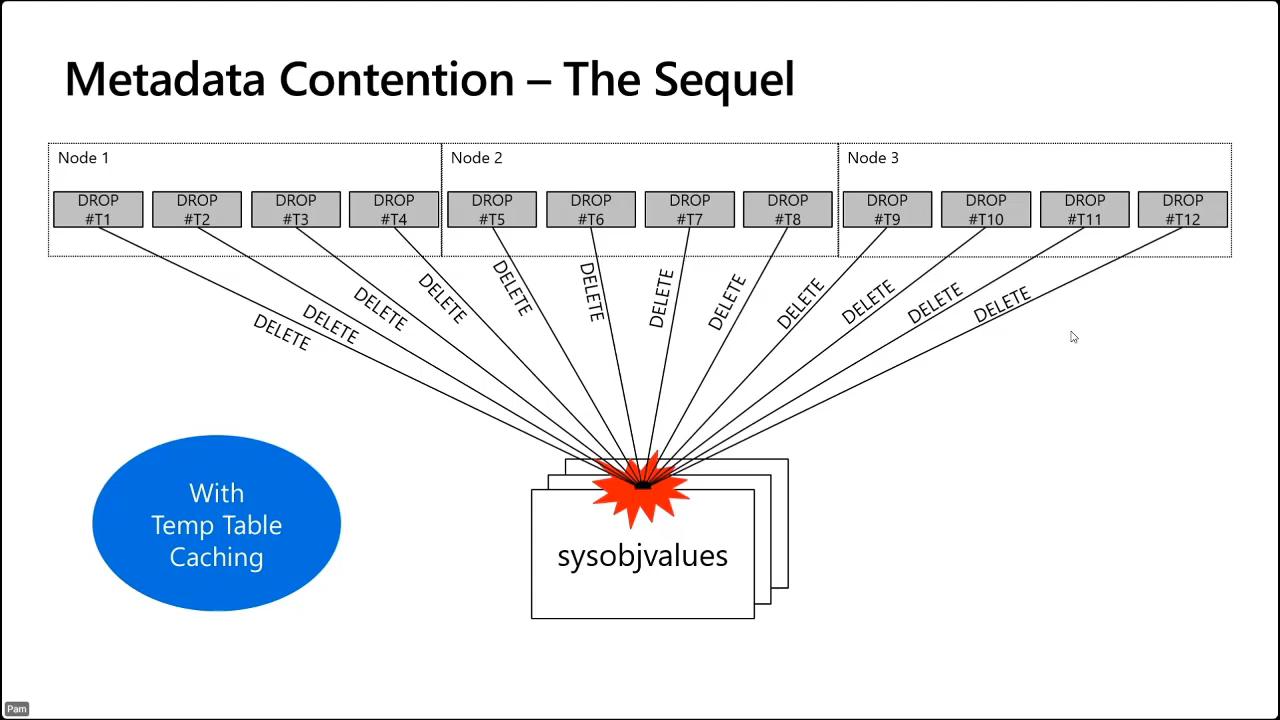 Metadata Contention – The Sequel
Node 1
Node 2
Node 3
DROP
#T1
DROP
#T2
DROP
#T3
DROP
#T4
DROP
#T5
DROP
#T6
DROP
#T7
DROP
#T8
DROP
#T9
DROP
#T10
DROP
#T11
DROP
#T12
DELETE
DELETE
DELETE
DELETE
DELETE
DELETE
DELETE
DELETE
DELETE
DELETE
DELETE
DELETE
With
Temp Table
Caching
sysobjvalues
Pam